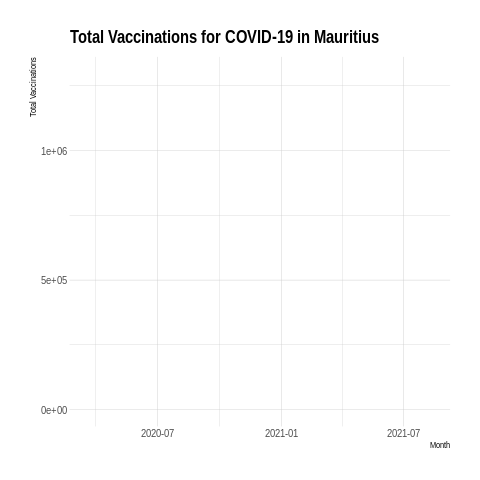 Total Vaccinations for COVID-19 in Mauritius
Total Vaccinations
1e+06
5e+05
0e+00
2020-07
2021-01
2021-07
Month